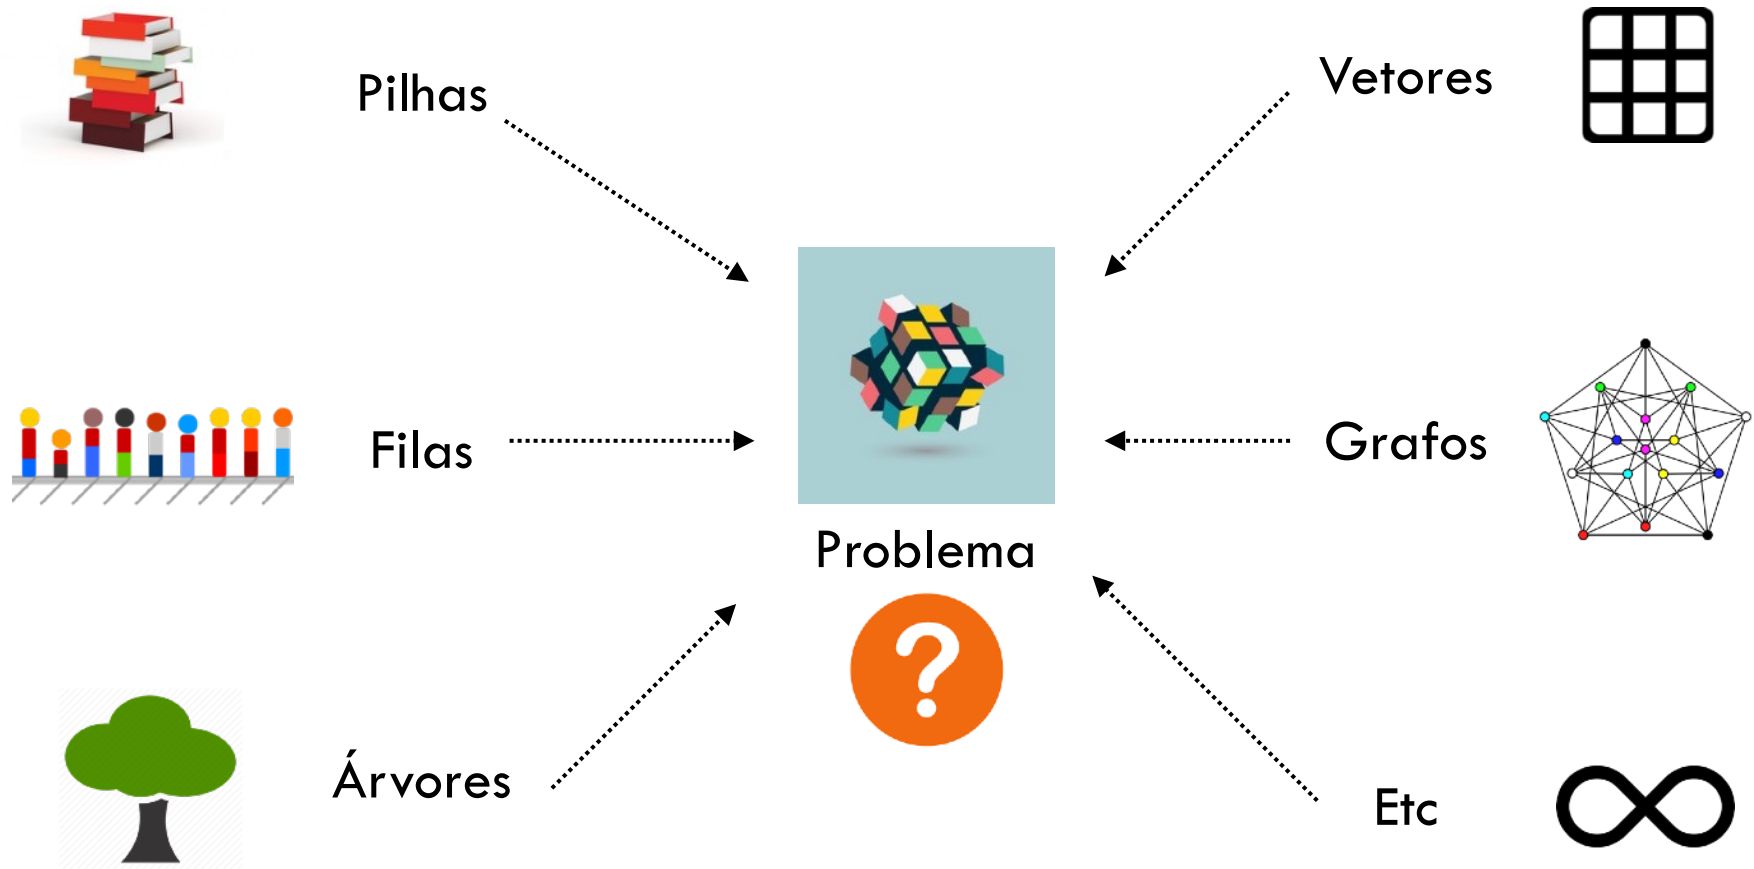 Pilhas
Vetores
Filas
Grafos
Problema
?
Árvores
Etc